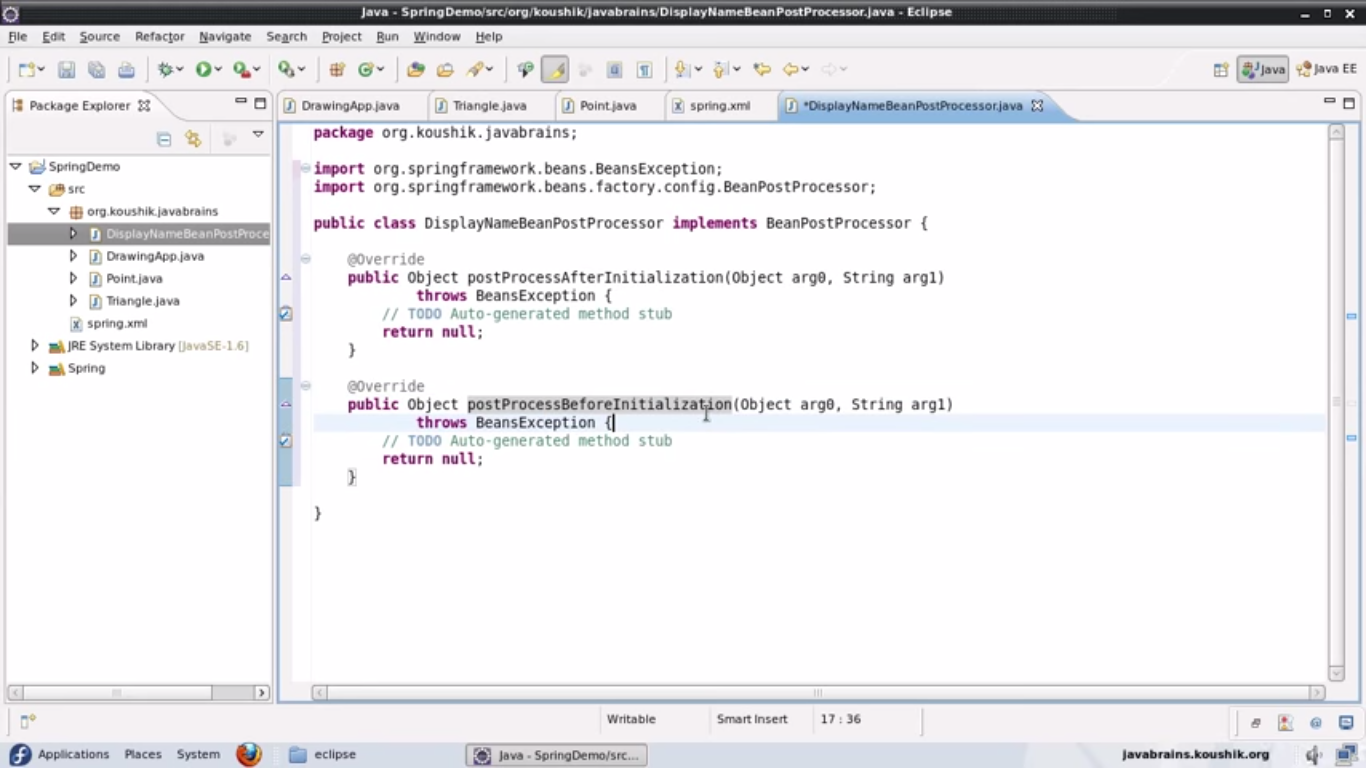 Java - SpringDemo/src/org/koushik/javabrains/DisplayNameBeanPostProcessor.java - Eclipse
File Edit Source Refactor Navigate Search Project Run Window Help
Java Java EE
Package Explorer
DrawingApp.java Triangle.java Point.java spring.xml *DisplayNameBeanPostProcessor.java
SpringDemo
src
org.koushik.javabrains
DisplayNameBeanPostProce
DrawingApp.java
Point.java
Triangle.java
spring.xml
JRE System Library [JavaSE-1.6]
Spring
package org.koushik.javabrains;
import org.springframework.beans.BeansException;
import org.springframework.beans.factory.config.BeanPostProcessor;
public class DisplayNameBeanPostProcessor implements BeanPostProcessor {
@Override
public Object postProcessAfterInitialization(Object arg0, String arg1)
throws BeansException {
// TODO Auto-generated method stub
return null;
}
@Override
public Object postProcessBeforeInitialization(Object arg0, String arg1)
throws BeansException {
// TODO Auto-generated method stub
return null;
}
}
Writable Smart Insert 17 : 36
Applications Places System eclipse Java - SpringDemo/src... javabrains.koushik.org